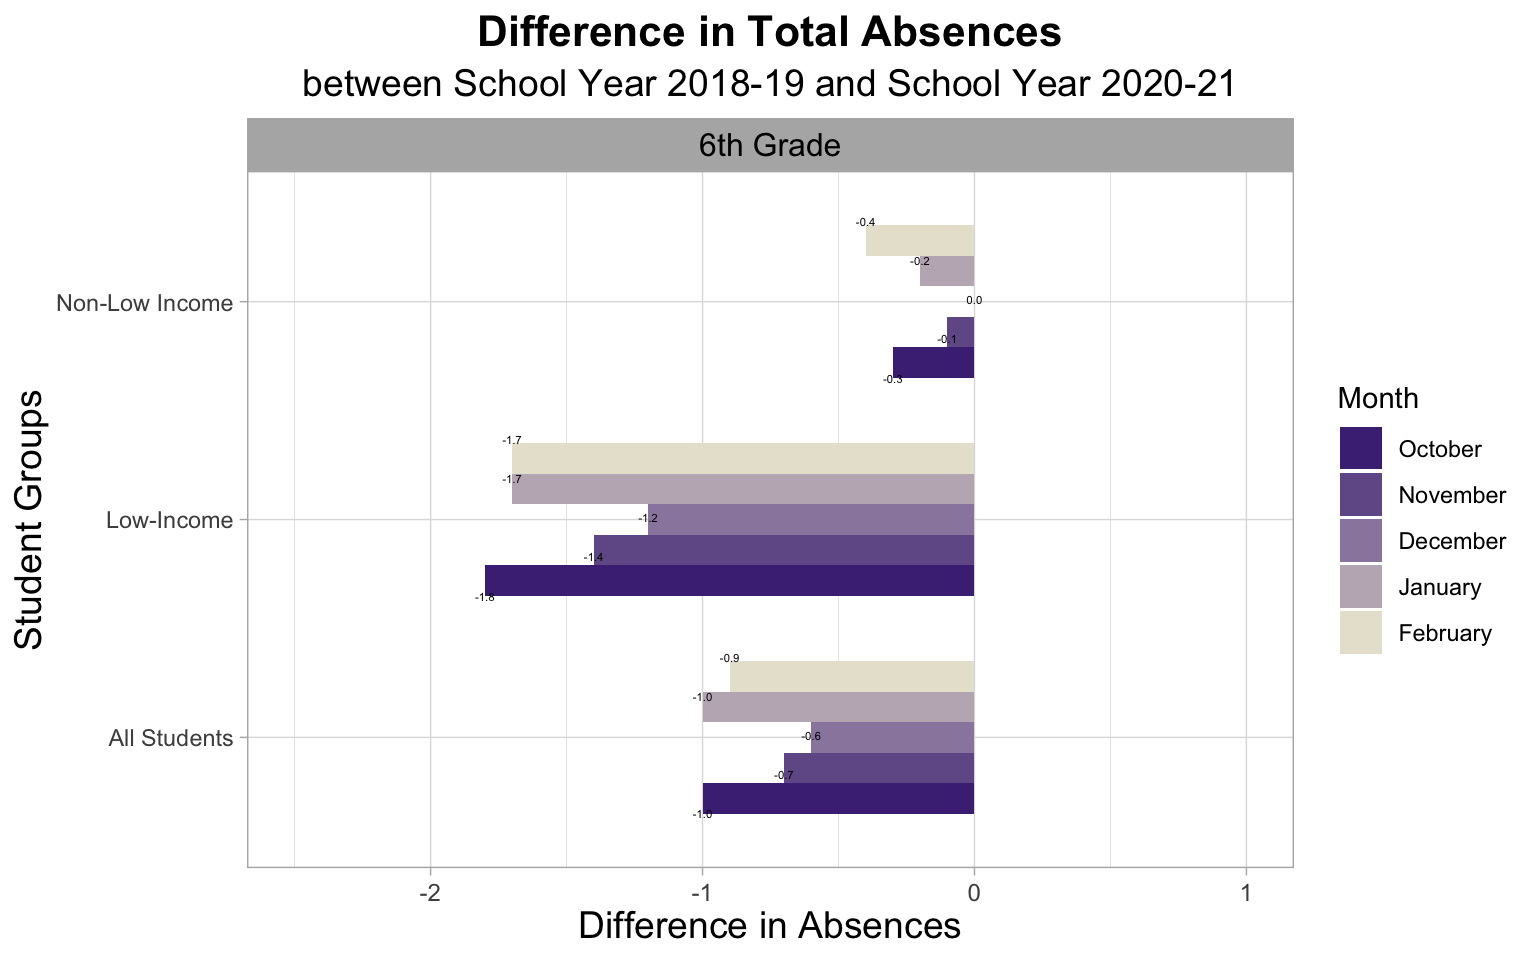 Difference in Total Absences
between School Year 2018-19 and School Year 2020-21
6th Grade
Student Groups
Non-Low Income
-0.4
-0.2
0.0
-0.1
-0.3
Low-Income
-1.7
-1.7
-1.2
-1.4
-1.8
All Students
-0.9
-1.0
-0.6
-0.7
-1.0
-2 -1 0 1
Difference in Absences
Month
October
November
December
January
February